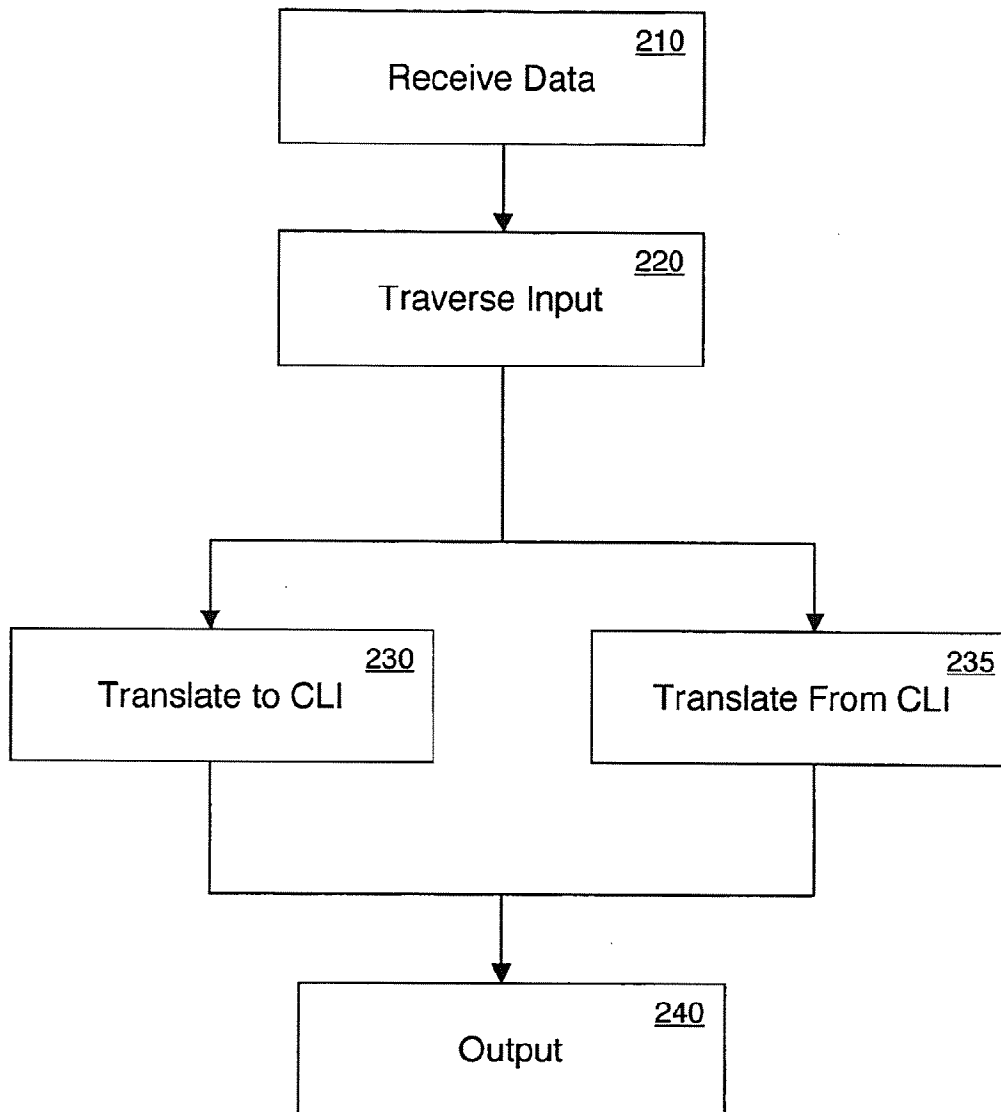 210
Receive Data
220
Traverse Input
230
Translate to CLI
235
Translate From CLI
240
Output